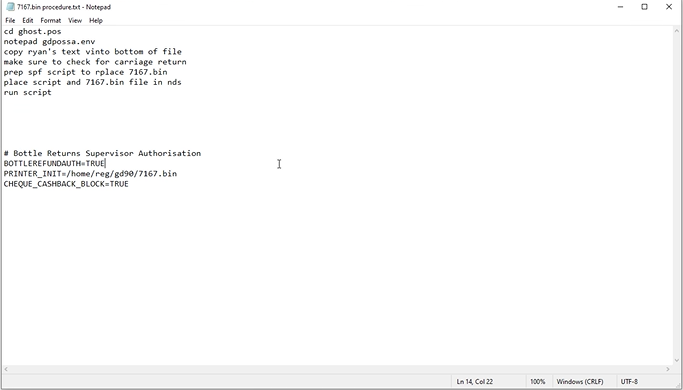 7167.bin procedure.txt - Notepad
File Edit Format View Help
cd ghost.pos
notepad gdpossa.env
copy ryan's text vinto bottom of file
make sure to check for carriage return
prep spf script to rplace 7167.bin
place script and 7167.bin file in nds
run script
# Bottle Returns Supervisor Authorisation
BOTTLEREFUNDAUTH=TRUE
PRINTER_INIT=/home/reg/gd90/7167.bin
CHEQUE_CASHBACK_BLOCK=TRUE
Ln 14, Col 22 100% Windows (CRLF) UTF-8